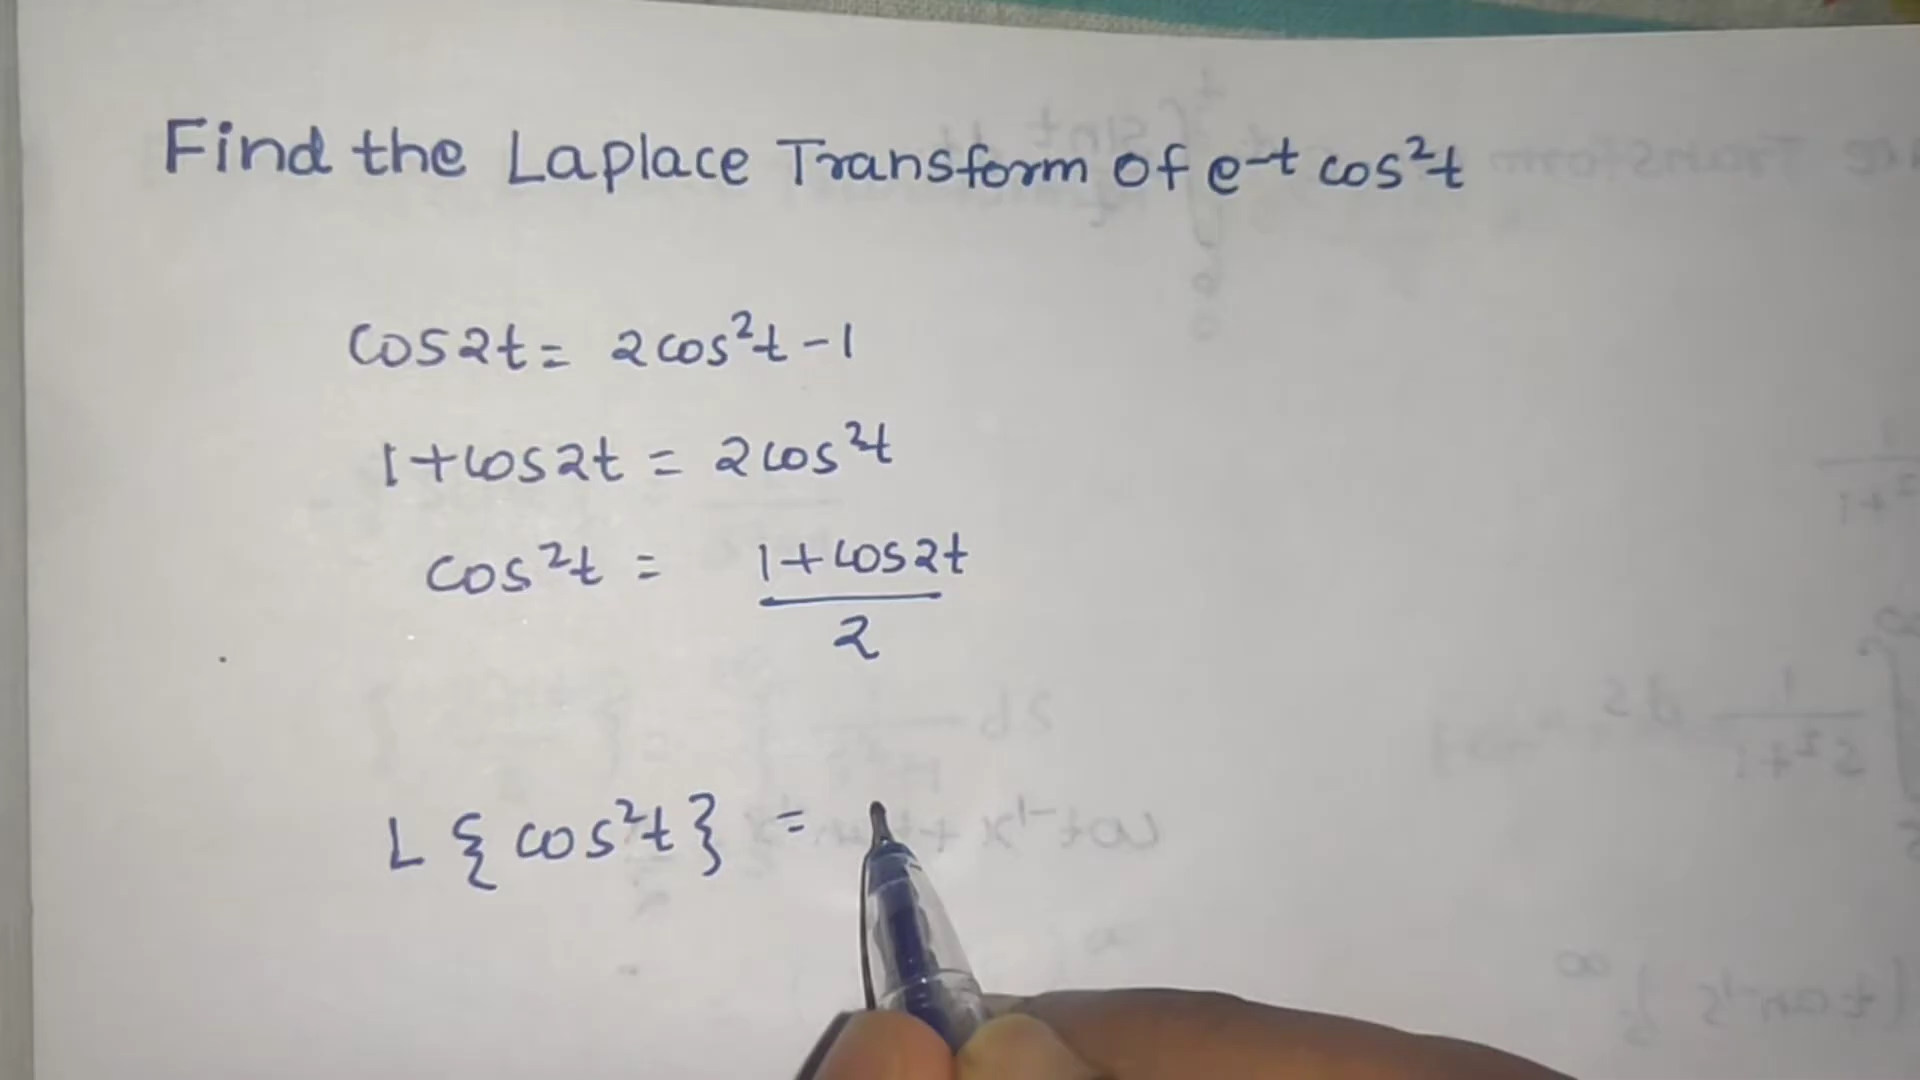 Find the Laplace Transform of e^-t cos²t
cos2t = 2cos²t - 1
1+cos2t = 2cos²t
cos²t = 1+cos2t
2
L { cos²t } =